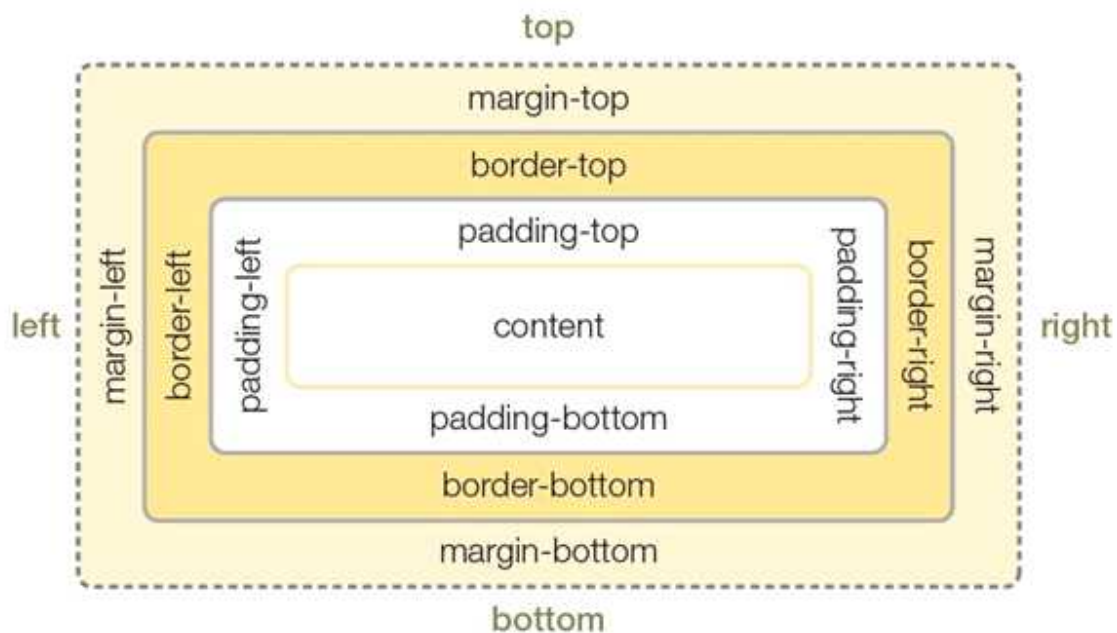 top
margin-top
border-top
padding-top
left
margin-left
border-left
padding-left
content
padding-right
border-right
margin-right
right
padding-bottom
border-bottom
margin-bottom
bottom